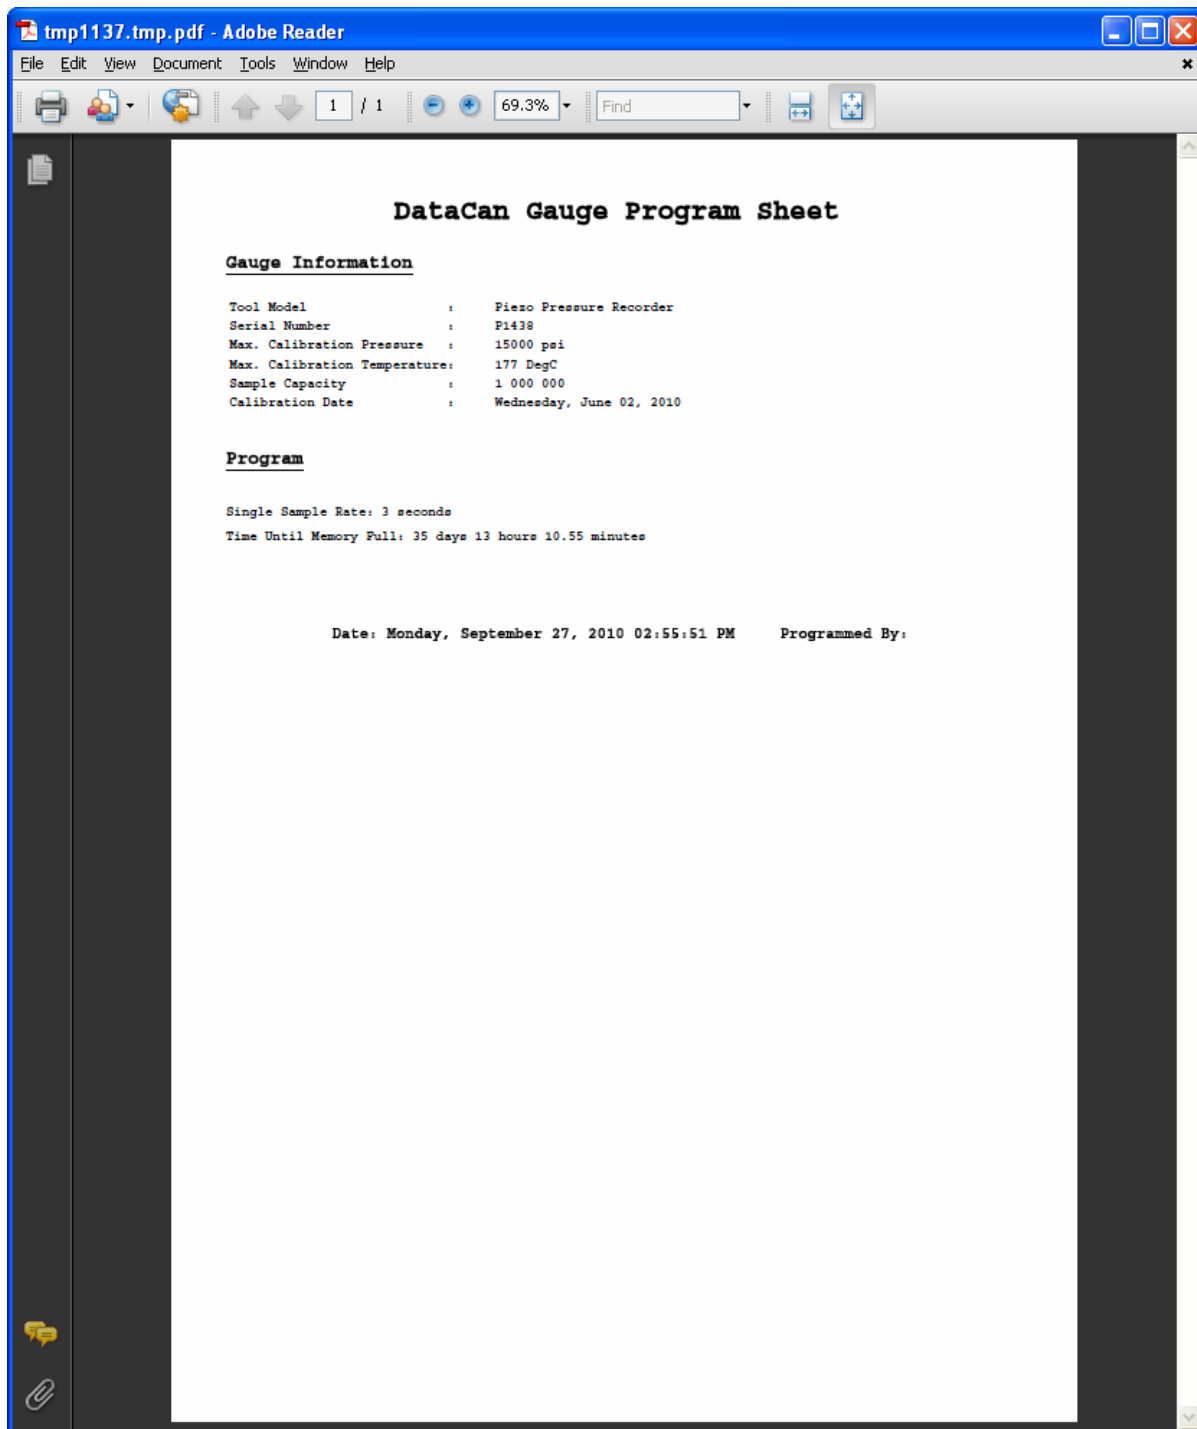 tmp1137.tmp.pdf - Adobe Reader
File Edit View Document Tools Window Help
1 / 1 69.3% Find
DataCan Gauge Program Sheet
Gauge Information
Tool Model : Piezo Pressure Recorder
Serial Number : P1438
Max. Calibration Pressure : 15000 psi
Max. Calibration Temperature: 177 DegC
Sample Capacity : 1 000 000
Calibration Date : Wednesday, June 02, 2010
Program
Single Sample Rate: 3 seconds
Time Until Memory Full: 35 days 13 hours 10.55 minutes
Date: Monday, September 27, 2010 02:55:51 PM Programmed By: